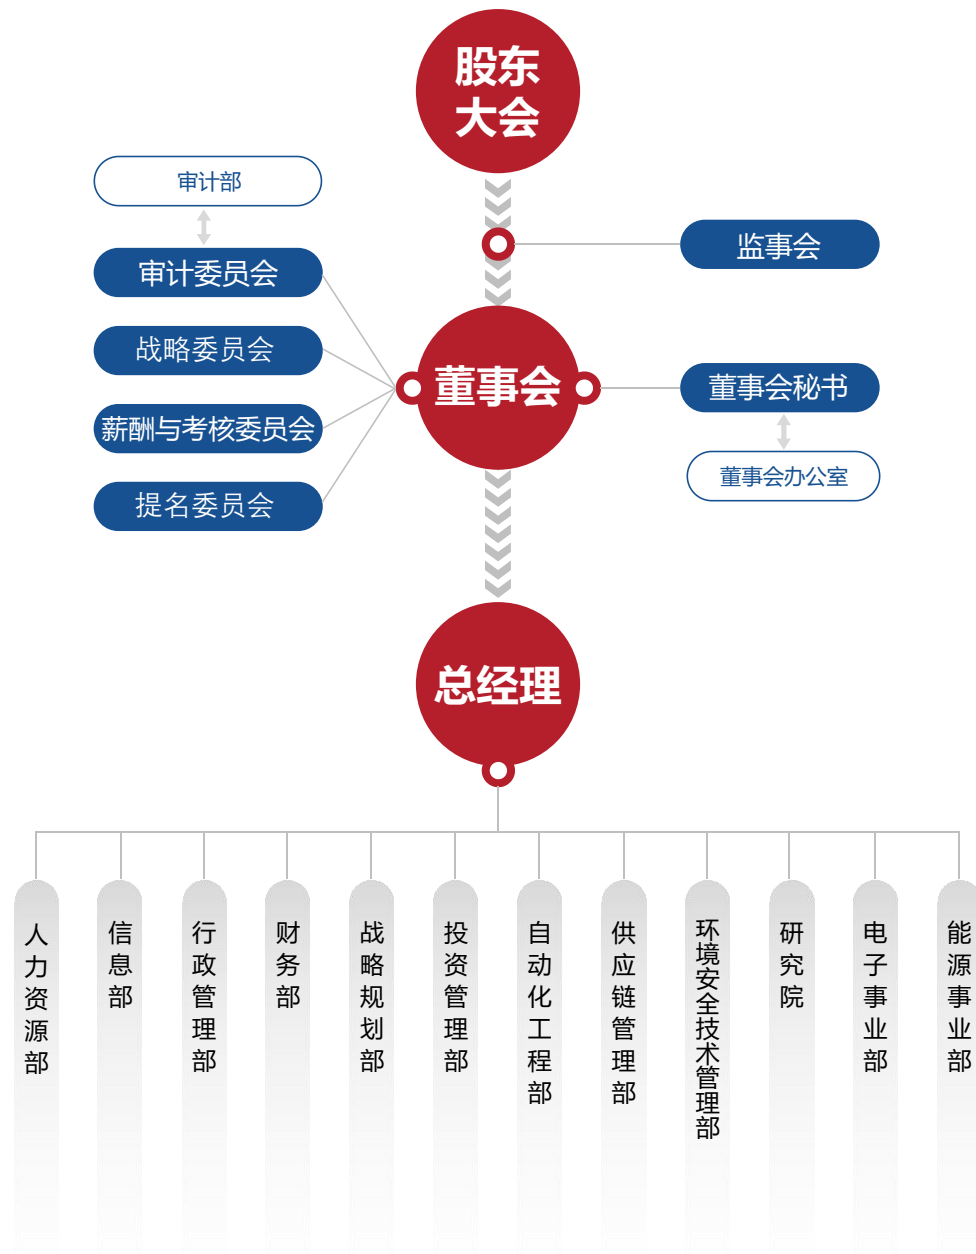 股东
大会
审计部
监事会
审计委员会
战略委员会
董事会
董事会秘书
薪酬与考核委员会
董事会办公室
提名委员会
总经理
人力资源部
信息部
行政管理部
财务部
战略规划部
投资管理部
自动化工程部
供应链管理部
环境安全技术管理部
研究院
电子事业部
能源事业部